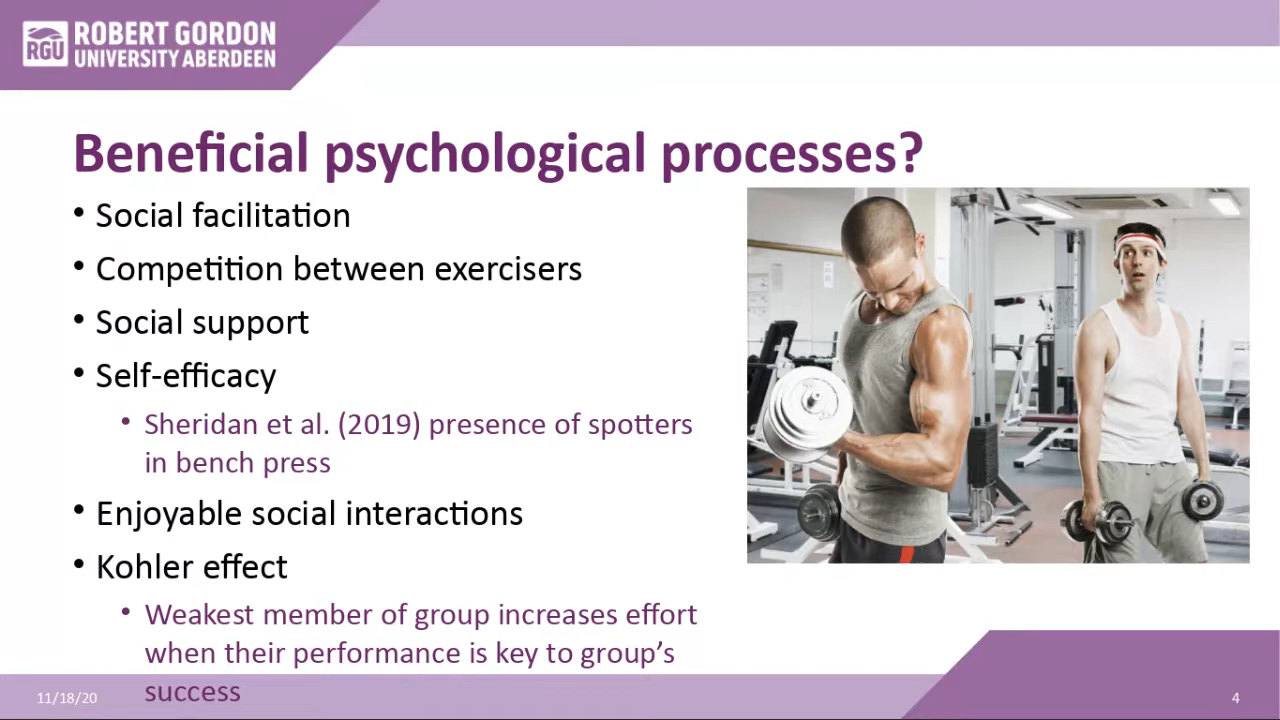 RGU
ROBERT GORDON
UNIVERSITY ABERDEEN
Beneficial psychological processes?
• Social facilitation
• Competition between exercisers
• Social support
• Self-efficacy
• Sheridan et al. (2019) presence of spotters
in bench press
• Enjoyable social interactions
• Kohler effect
• Weakest member of group increases effort
when their performance is key to group’s
success
11/18/20
4